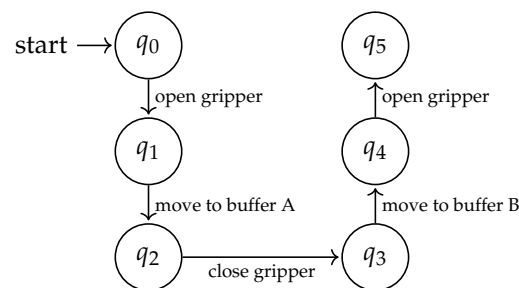 start
q0
q5
open gripper
open gripper
q1
q4
move to buffer A
move to buffer B
q2
q3
close gripper